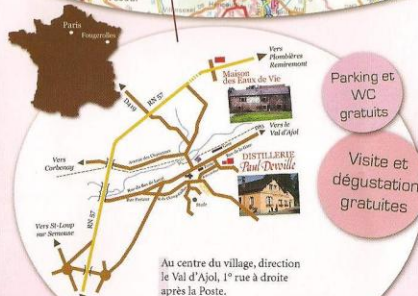 Paris
Fougerolles
Vers
Plombières
Remiremont
RN 57
D419
Maison
des Eaux de Vie
Parking et
WC
gratuits
Vers le
Val d'Ajol
DISTILLERIE
Paul Devoille
Vers
Corbenay
Visite et
dégustation
gratuites
Vers St-Loup
sur Semouse
RN 57
Au centre du village, direction
le Val d'Ajol, 1° rue à droite
après la Poste.